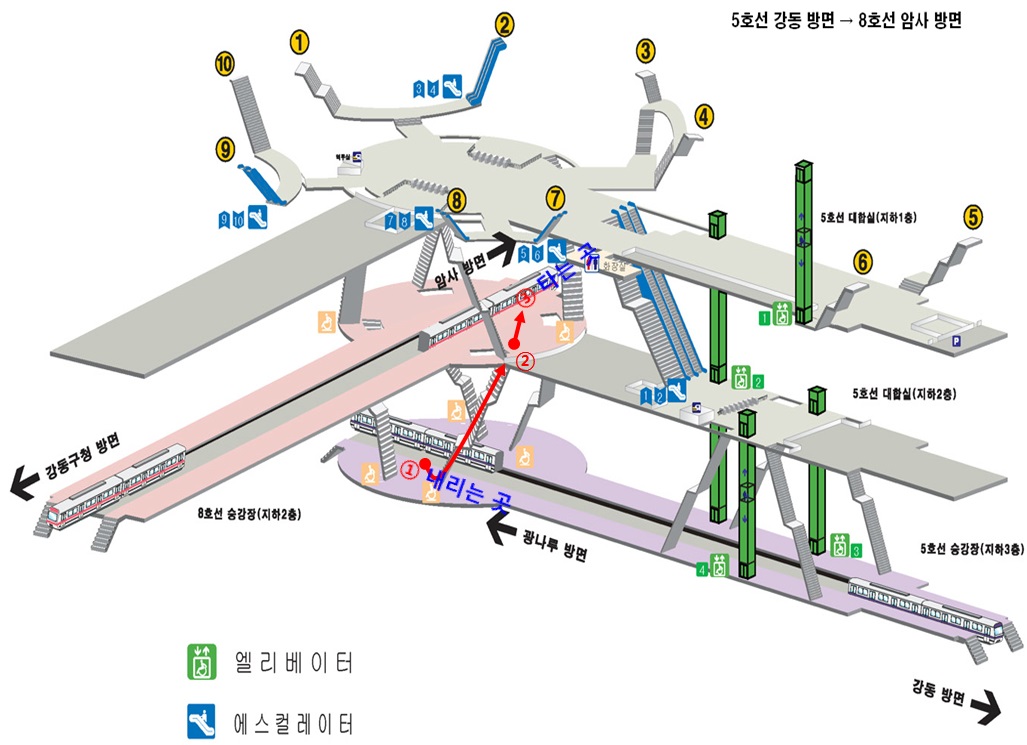 5호선 강동 방면 → 8호선 암사 방면
1
2
3
4
3
4
10
9
9
10
8
7
8
7
5
6
암사 방면
타는 곳
③
화장실
5호선 대합실(지하1층)
5
6
1
P
②
1
2
2
5호선 대합실(지하2층)
강동구청 방면
①
내리는 곳
8호선 승강장(지하2층)
광나루 방면
5호선 승강장(지하3층)
3
4
강동 방면
엘리베이터
에스컬레이터